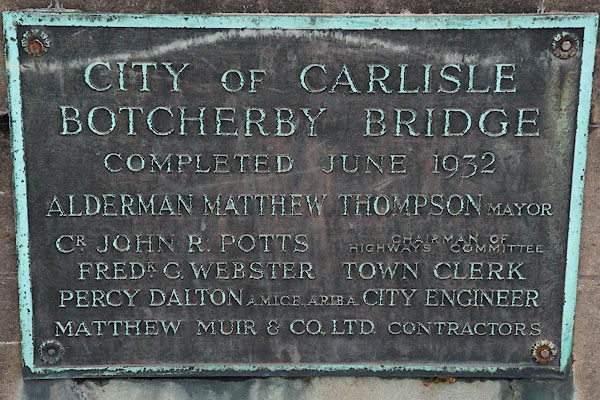 CITY OF CARLISLE
BOTCHERBY BRIDGE
COMPLETED JUNE 1932
ALDERMAN MATTHEW THOMPSON MAYOR
CR JOHN R. POTTS CHAIRMAN OF HIGHWAYS COMMITTEE
FREDK G. WEBSTER TOWN CLERK
PERCY DALTON A.M.I.C.E. A.R.I.B.A. CITY ENGINEER
MATTHEW MUIR & CO. LTD. CONTRACTORS